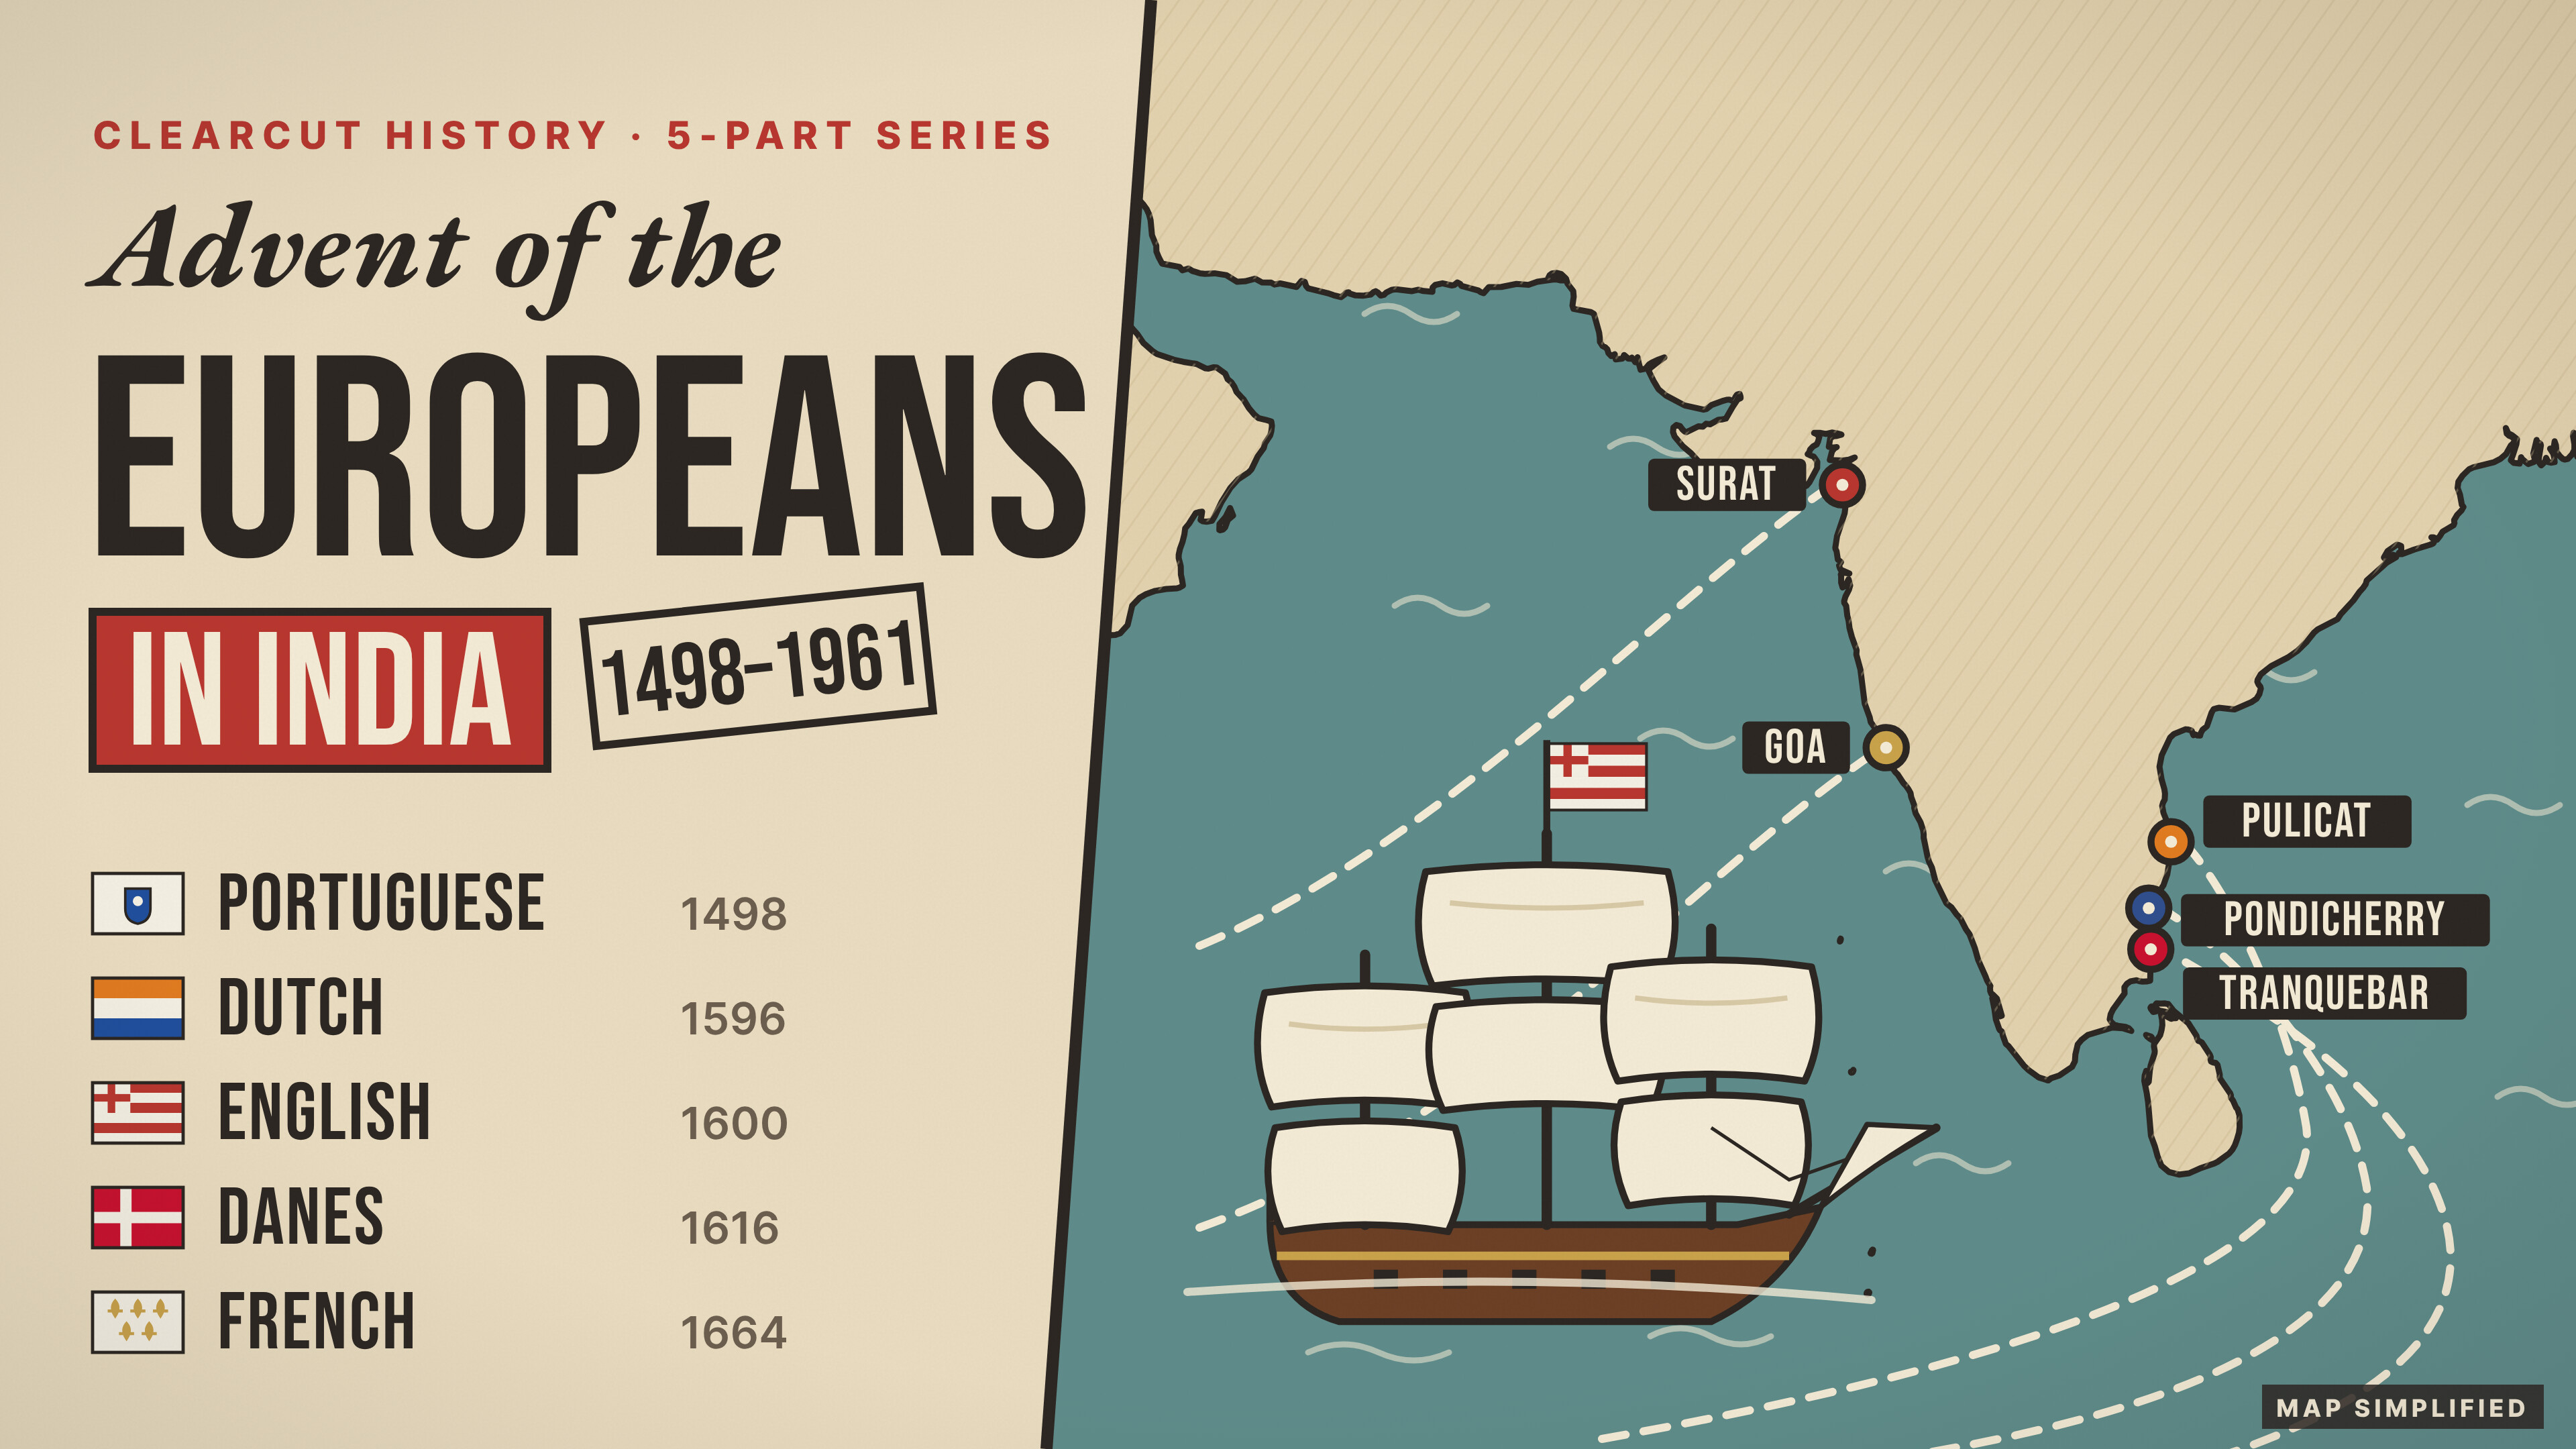 CLEARCUT HISTORY · 5-PART SERIES
Advent of the
EUROPEANS
IN INDIA
1498–1961
PORTUGUESE 1498
DUTCH 1596
ENGLISH 1600
DANES 1616
FRENCH 1664
SURAT
GOA
PULICAT
PONDICHERRY
TRANQUEBAR
MAP SIMPLIFIED